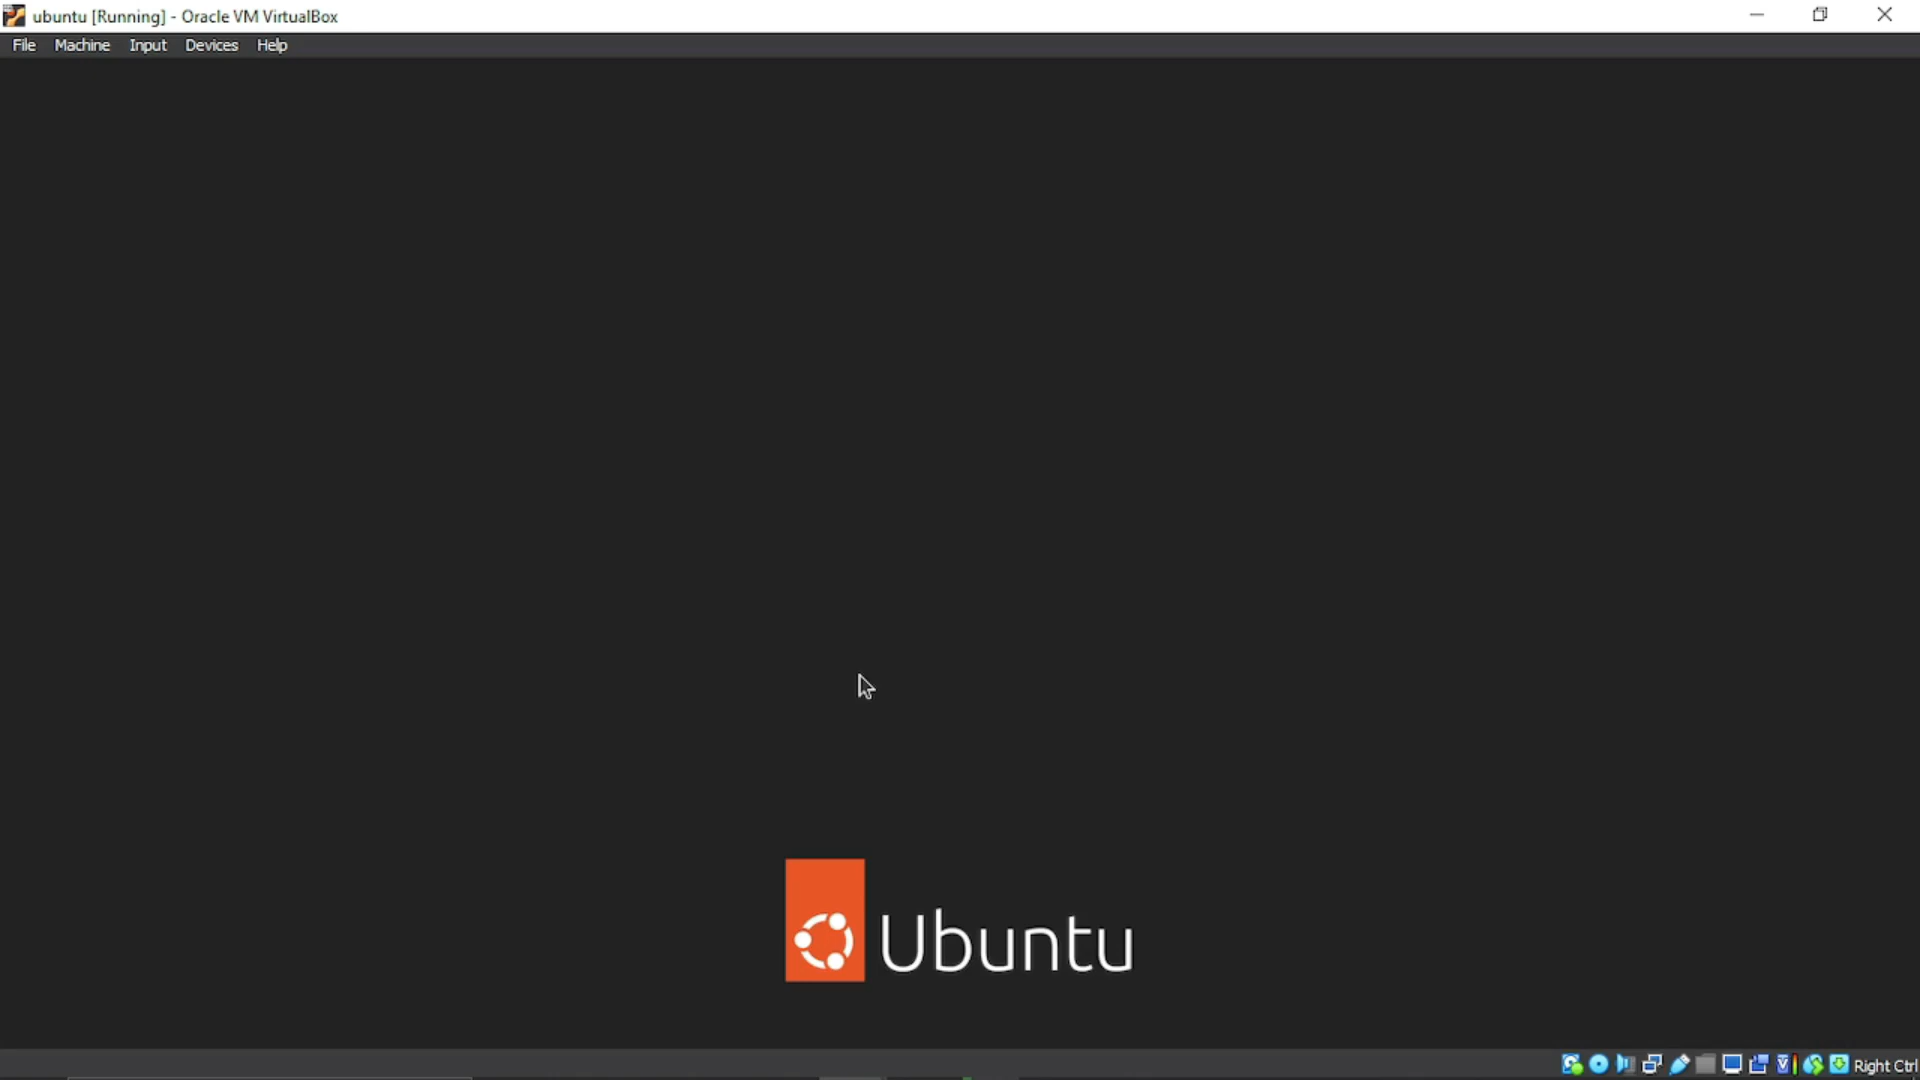 ubuntu [Running] - Oracle VM VirtualBox
File Machine Input Devices Help
Ubuntu
Right Ctrl